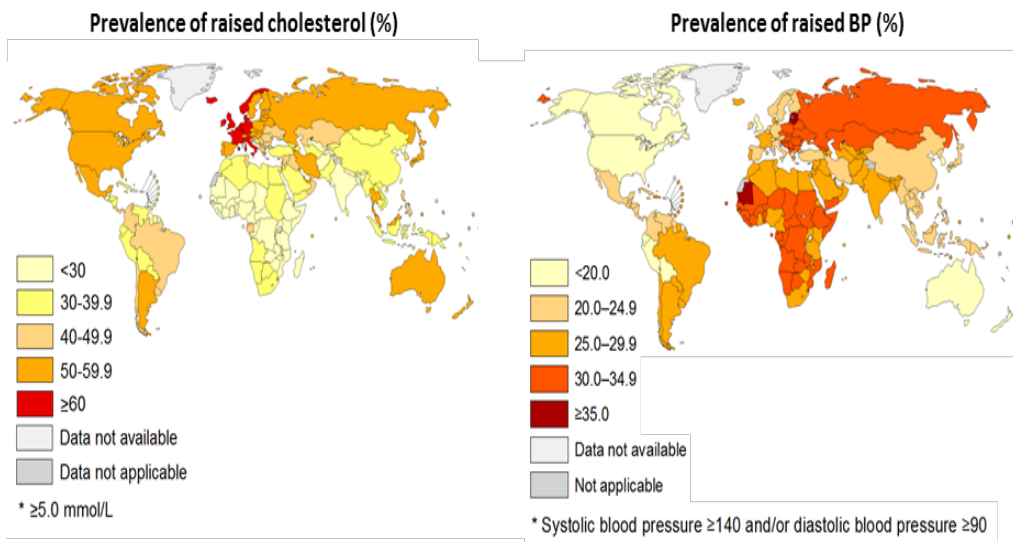 Prevalence of raised cholesterol (%)
<30
30-39.9
40-49.9
50-59.9
≥60
Data not available
Data not applicable
* ≥5.0 mmol/L
Prevalence of raised BP (%)
<20.0
20.0–24.9
25.0–29.9
30.0–34.9
≥35.0
Data not available
Not applicable
* Systolic blood pressure ≥140 and/or diastolic blood pressure ≥90